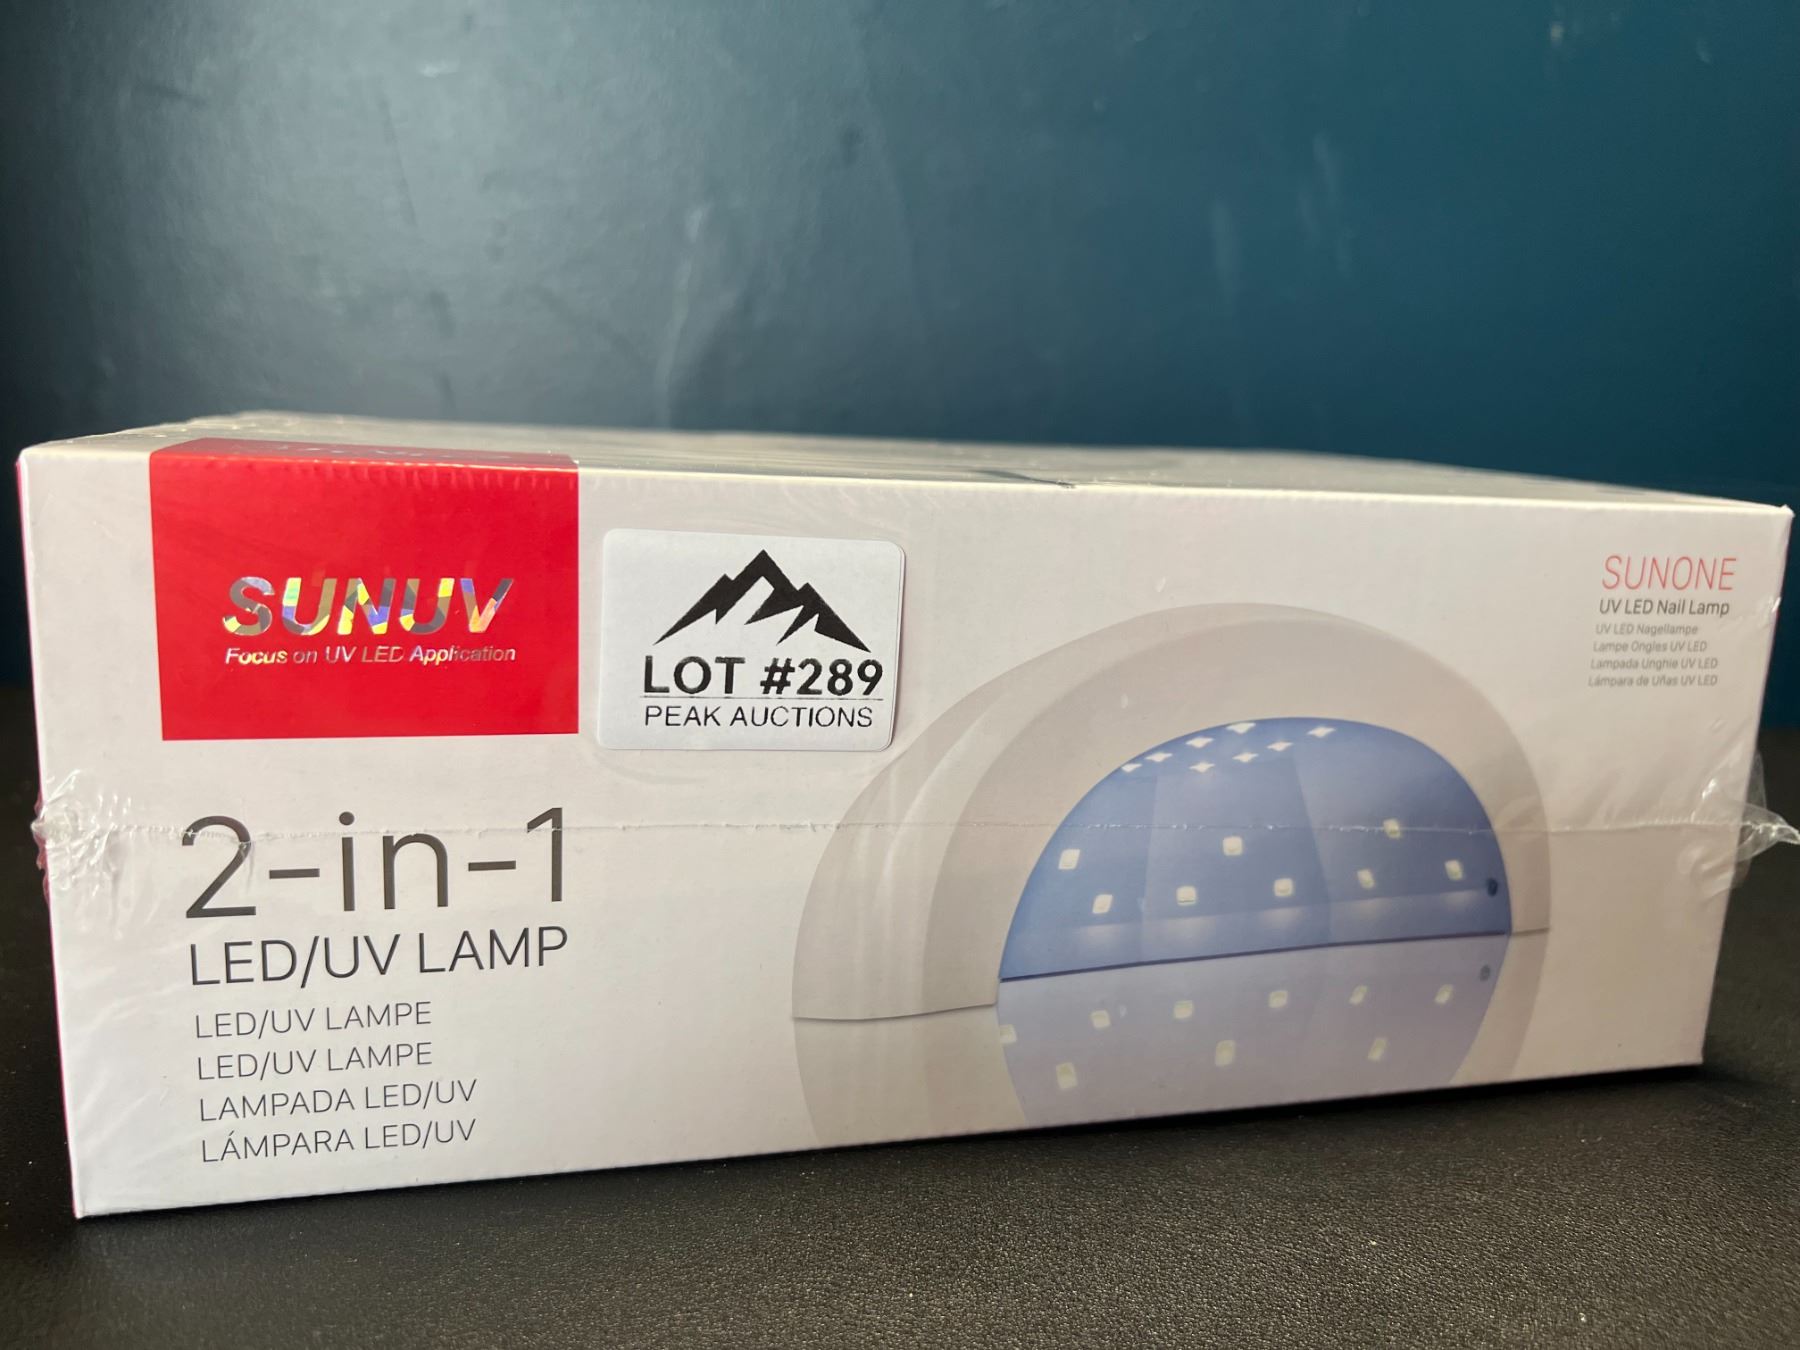 SUNUV
Focus on UV LED Application
LOT #289
PEAK AUCTIONS
SUNONE
UV LED Nail Lamp
UV LED Nagellampe
Lampe Ongles UV LED
Lampada Unghie UV LED
Lámpara de Uñas UV LED
2-in-1
LED/UV LAMP
LED/UV LAMPE
LED/UV LAMPE
LAMPADA LED/UV
LÁMPARA LED/UV